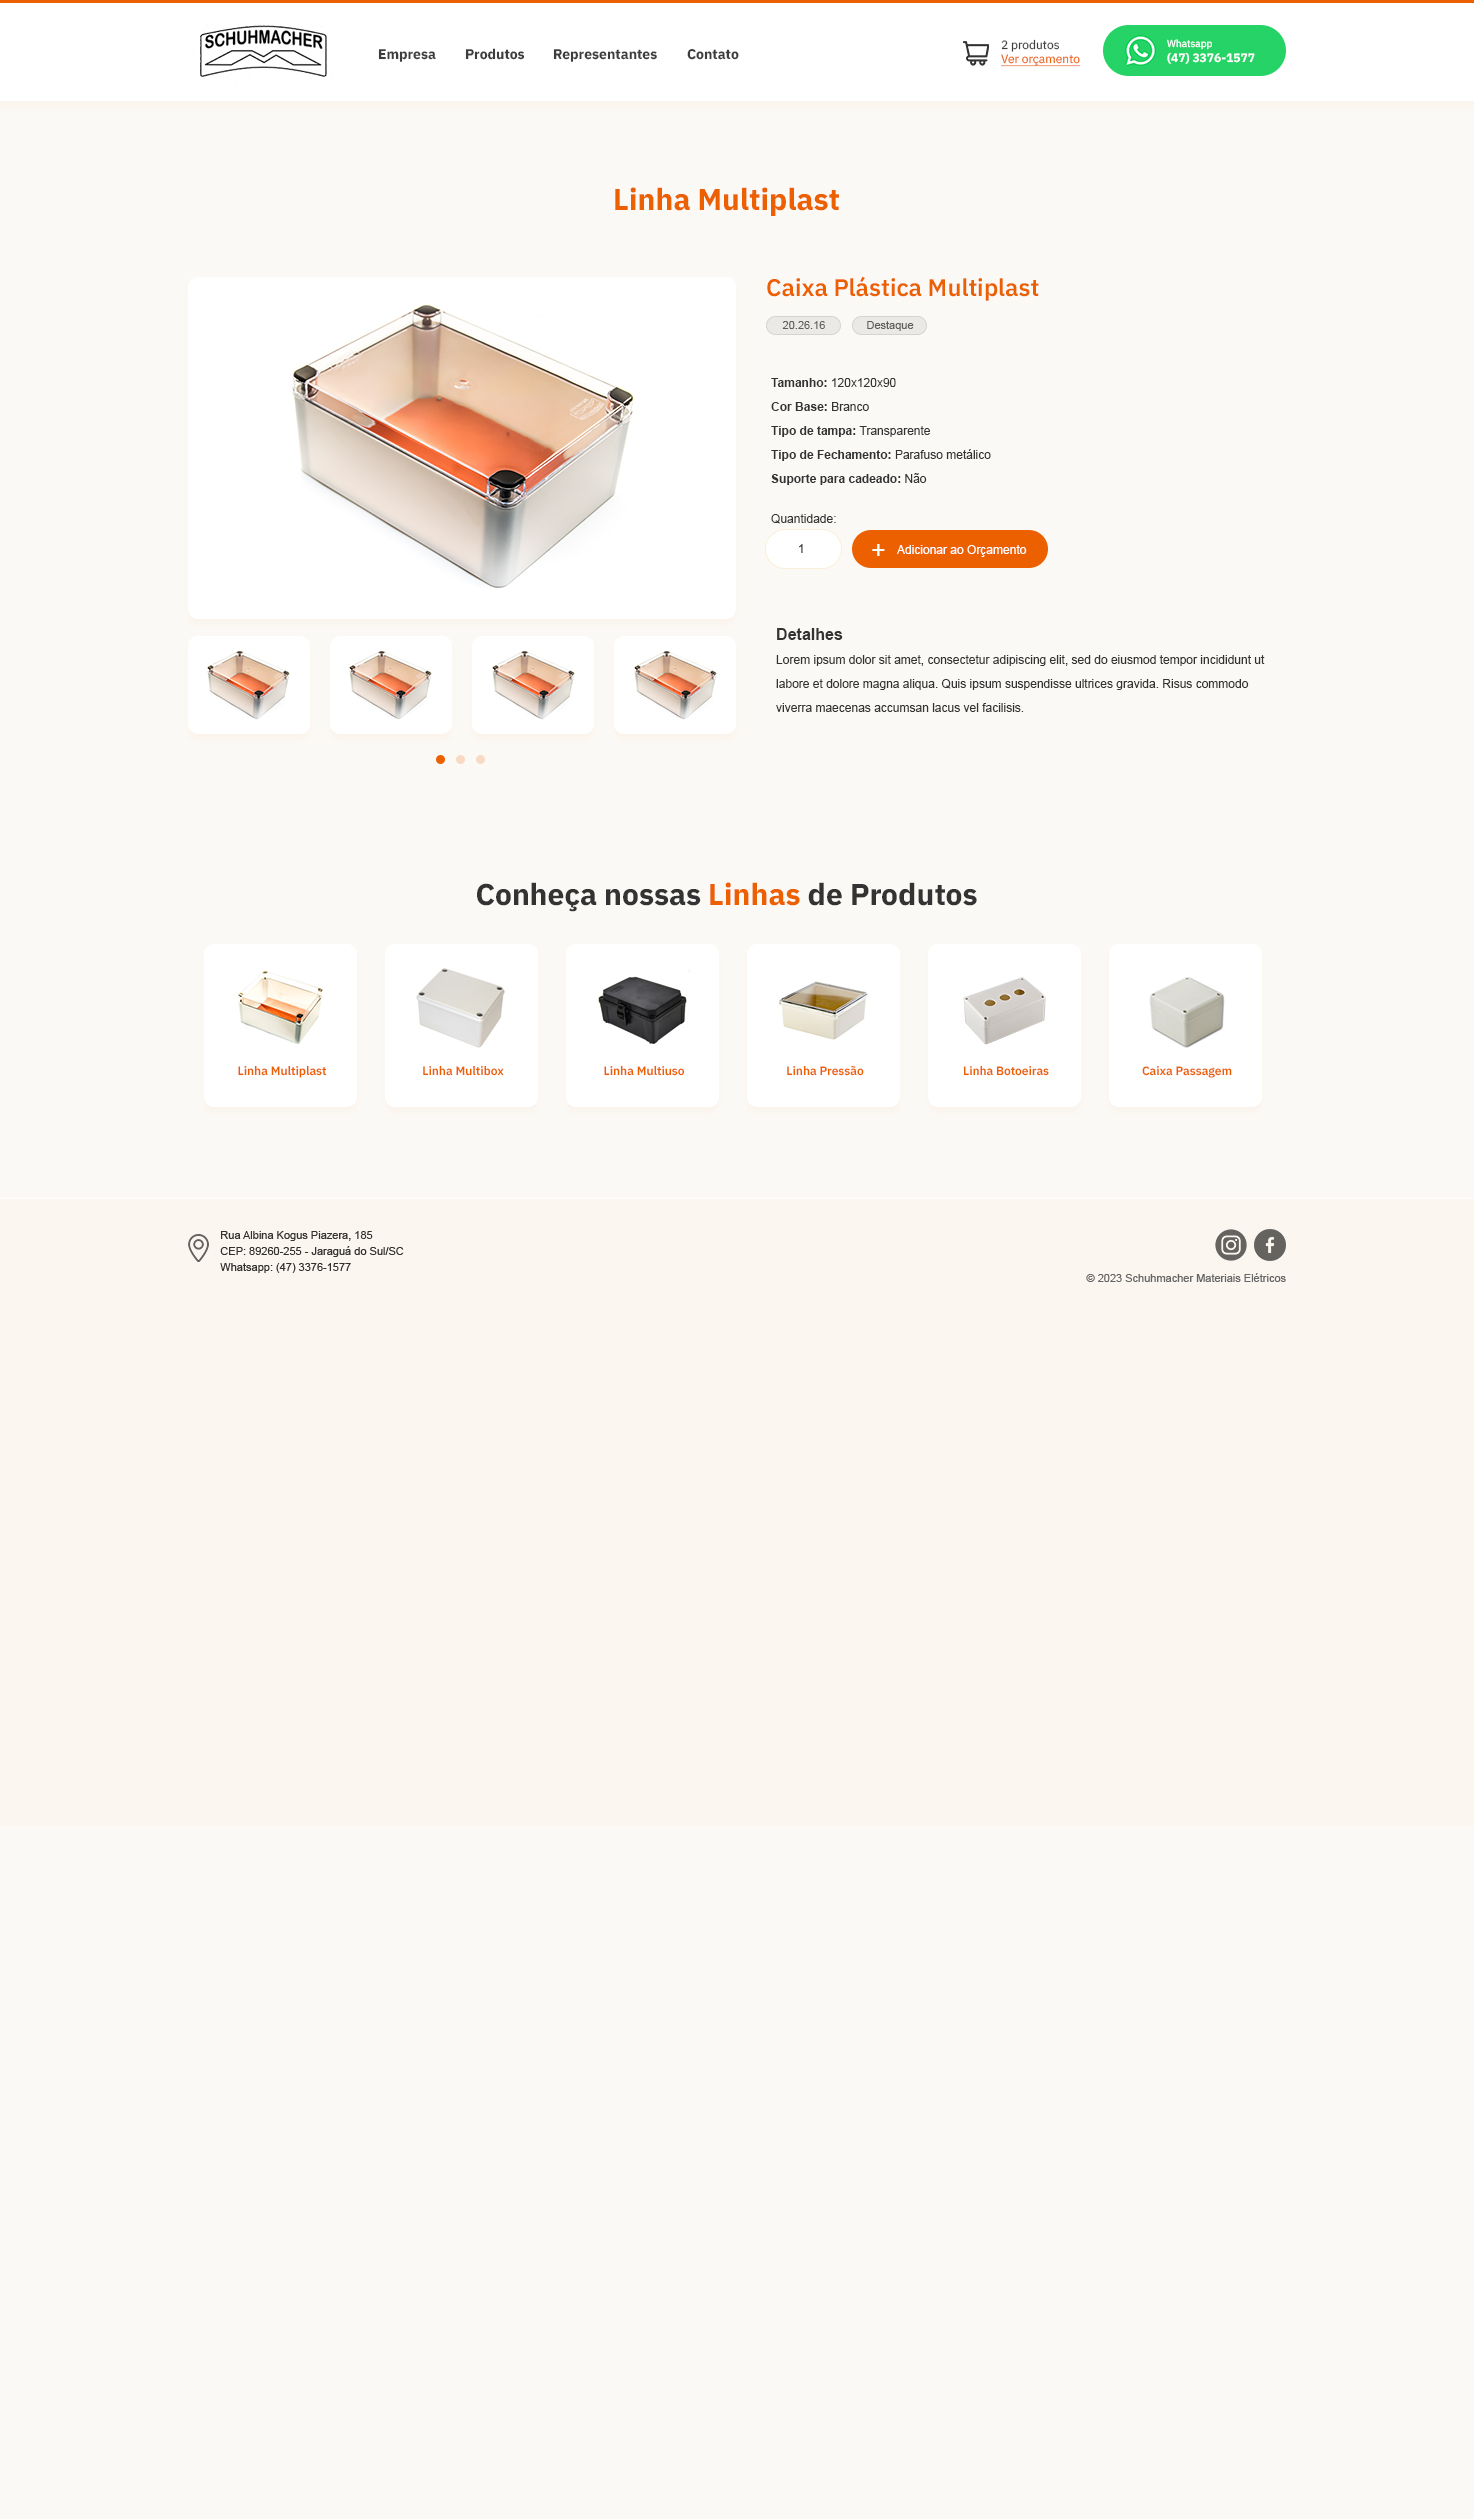 SCHUHMACHER
Empresa
Produtos
Representantes
Contato
2 produtos
Ver orçamento
Whatsapp
(47) 3376-1577
Linha Multiplast
Caixa Plástica Multiplast
20.26.16
Destaque
Tamanho: 120x120x90
Cor Base: Branco
Tipo de tampa: Transparente
Tipo de Fechamento: Parafuso metálico
Suporte para cadeado: Não
Quantidade:
1
+ Adicionar ao Orçamento
Detalhes
Lorem ipsum dolor sit amet, consectetur adipiscing elit, sed do eiusmod tempor incididunt ut
labore et dolore magna aliqua. Quis ipsum suspendisse ultrices gravida. Risus commodo
viverra maecenas accumsan lacus vel facilisis.
Conheça nossas Linhas de Produtos
Linha Multiplast
Linha Multibox
Linha Multiuso
Linha Pressão
Linha Botoeiras
Caixa Passagem
Rua Albina Kogus Piazera, 185
CEP: 89260-255 - Jaraguá do Sul/SC
Whatsapp: (47) 3376-1577
© 2023 Schuhmacher Materiais Elétricos